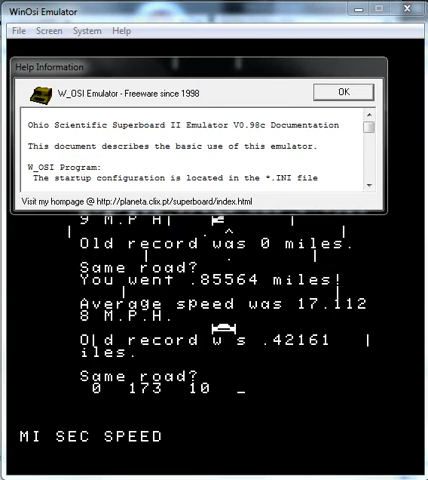 WinOsi Emulator
File Screen System Help
Help Information
W_OSI Emulator - Freeware since 1998
OK
Ohio Scientific Superboard II Emulator V0.98c Documentation
This document describes the basic use of this emulator.
W_OSI Program:
The startup configuration is located in the *.INI file
Visit my hompage @ http://planeta.clix.pt/superboard/index.html
9 M.P.H
Old record was 0 miles.
Same road?
You went .85564 miles!
Average speed was 17.112
8 M.P.H.
Old record w s .42161
iles.
Same road?
0 173 10 _
MI SEC SPEED